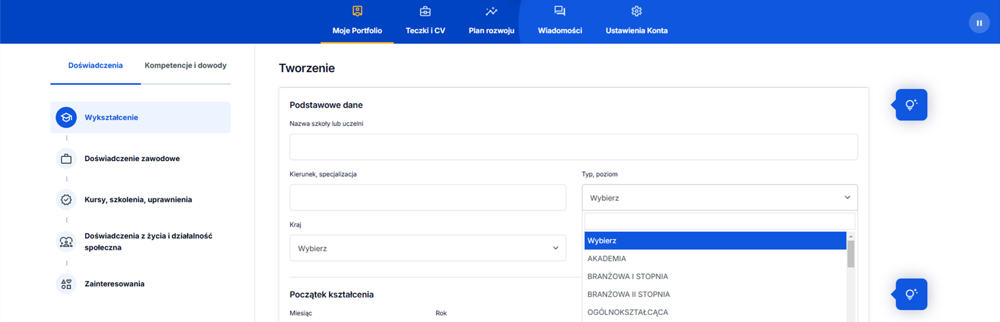 Moje Portfolio
Teczki i CV
Plan rozwoju
Wiadomości
Ustawienia Konta
Doświadczenia
Kompetencje i dowody
Wykształcenie
Doświadczenie zawodowe
Kursy, szkolenia, uprawnienia
Doświadczenia z życia i działalność
społeczna
Zainteresowania
Tworzenie
Podstawowe dane
Nazwa szkoły lub uczelni
Kierunek, specjalizacja
Typ, poziom
Wybierz
Kraj
Wybierz
Wybierz
AKADEMIA
BRANŻOWA I STOPNIA
BRANŻOWA II STOPNIA
OGÓLNOKSZTAŁCĄCA
Początek kształcenia
Miesiąc
Rok